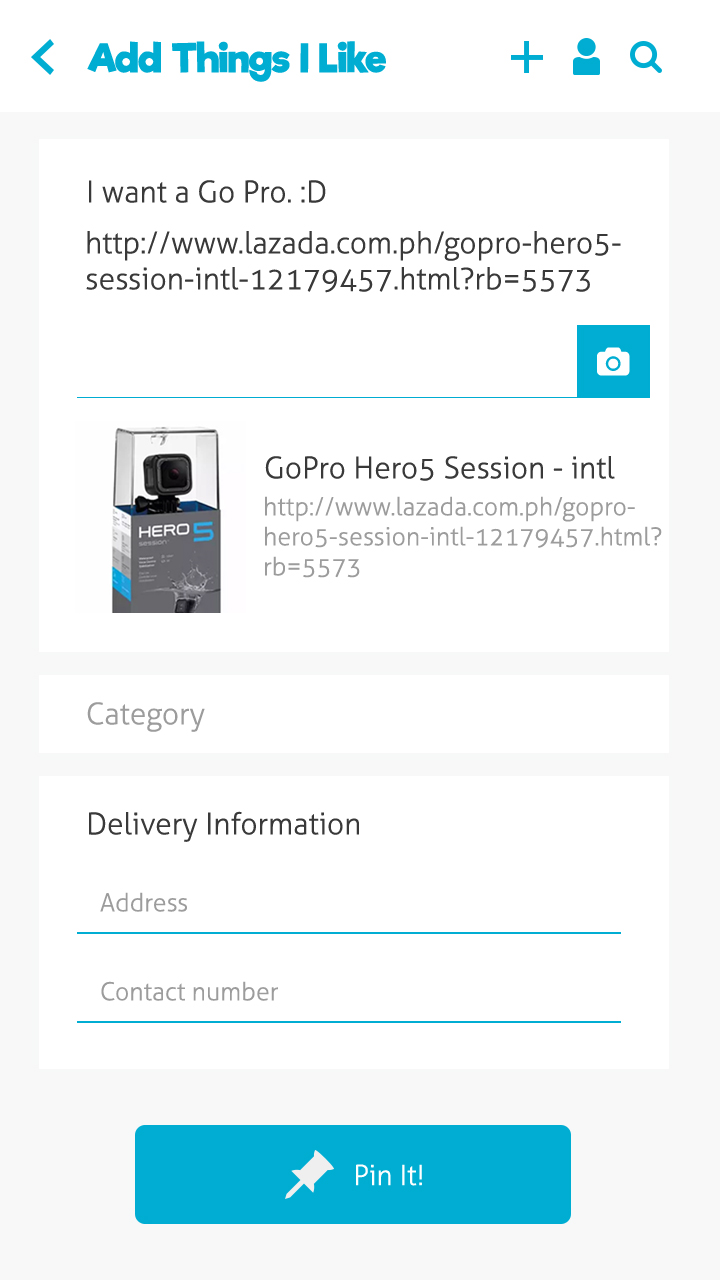 Add Things I Like
I want a Go Pro. :D
http://www.lazada.com.ph/gopro-hero5-
session-intl-12179457.html?rb=5573
HERO 5
session
GoPro Hero5 Session - intl
http://www.lazada.com.ph/gopro-
hero5-session-intl-12179457.html?
rb=5573
Category
Delivery Information
Address
Contact number
Pin It!